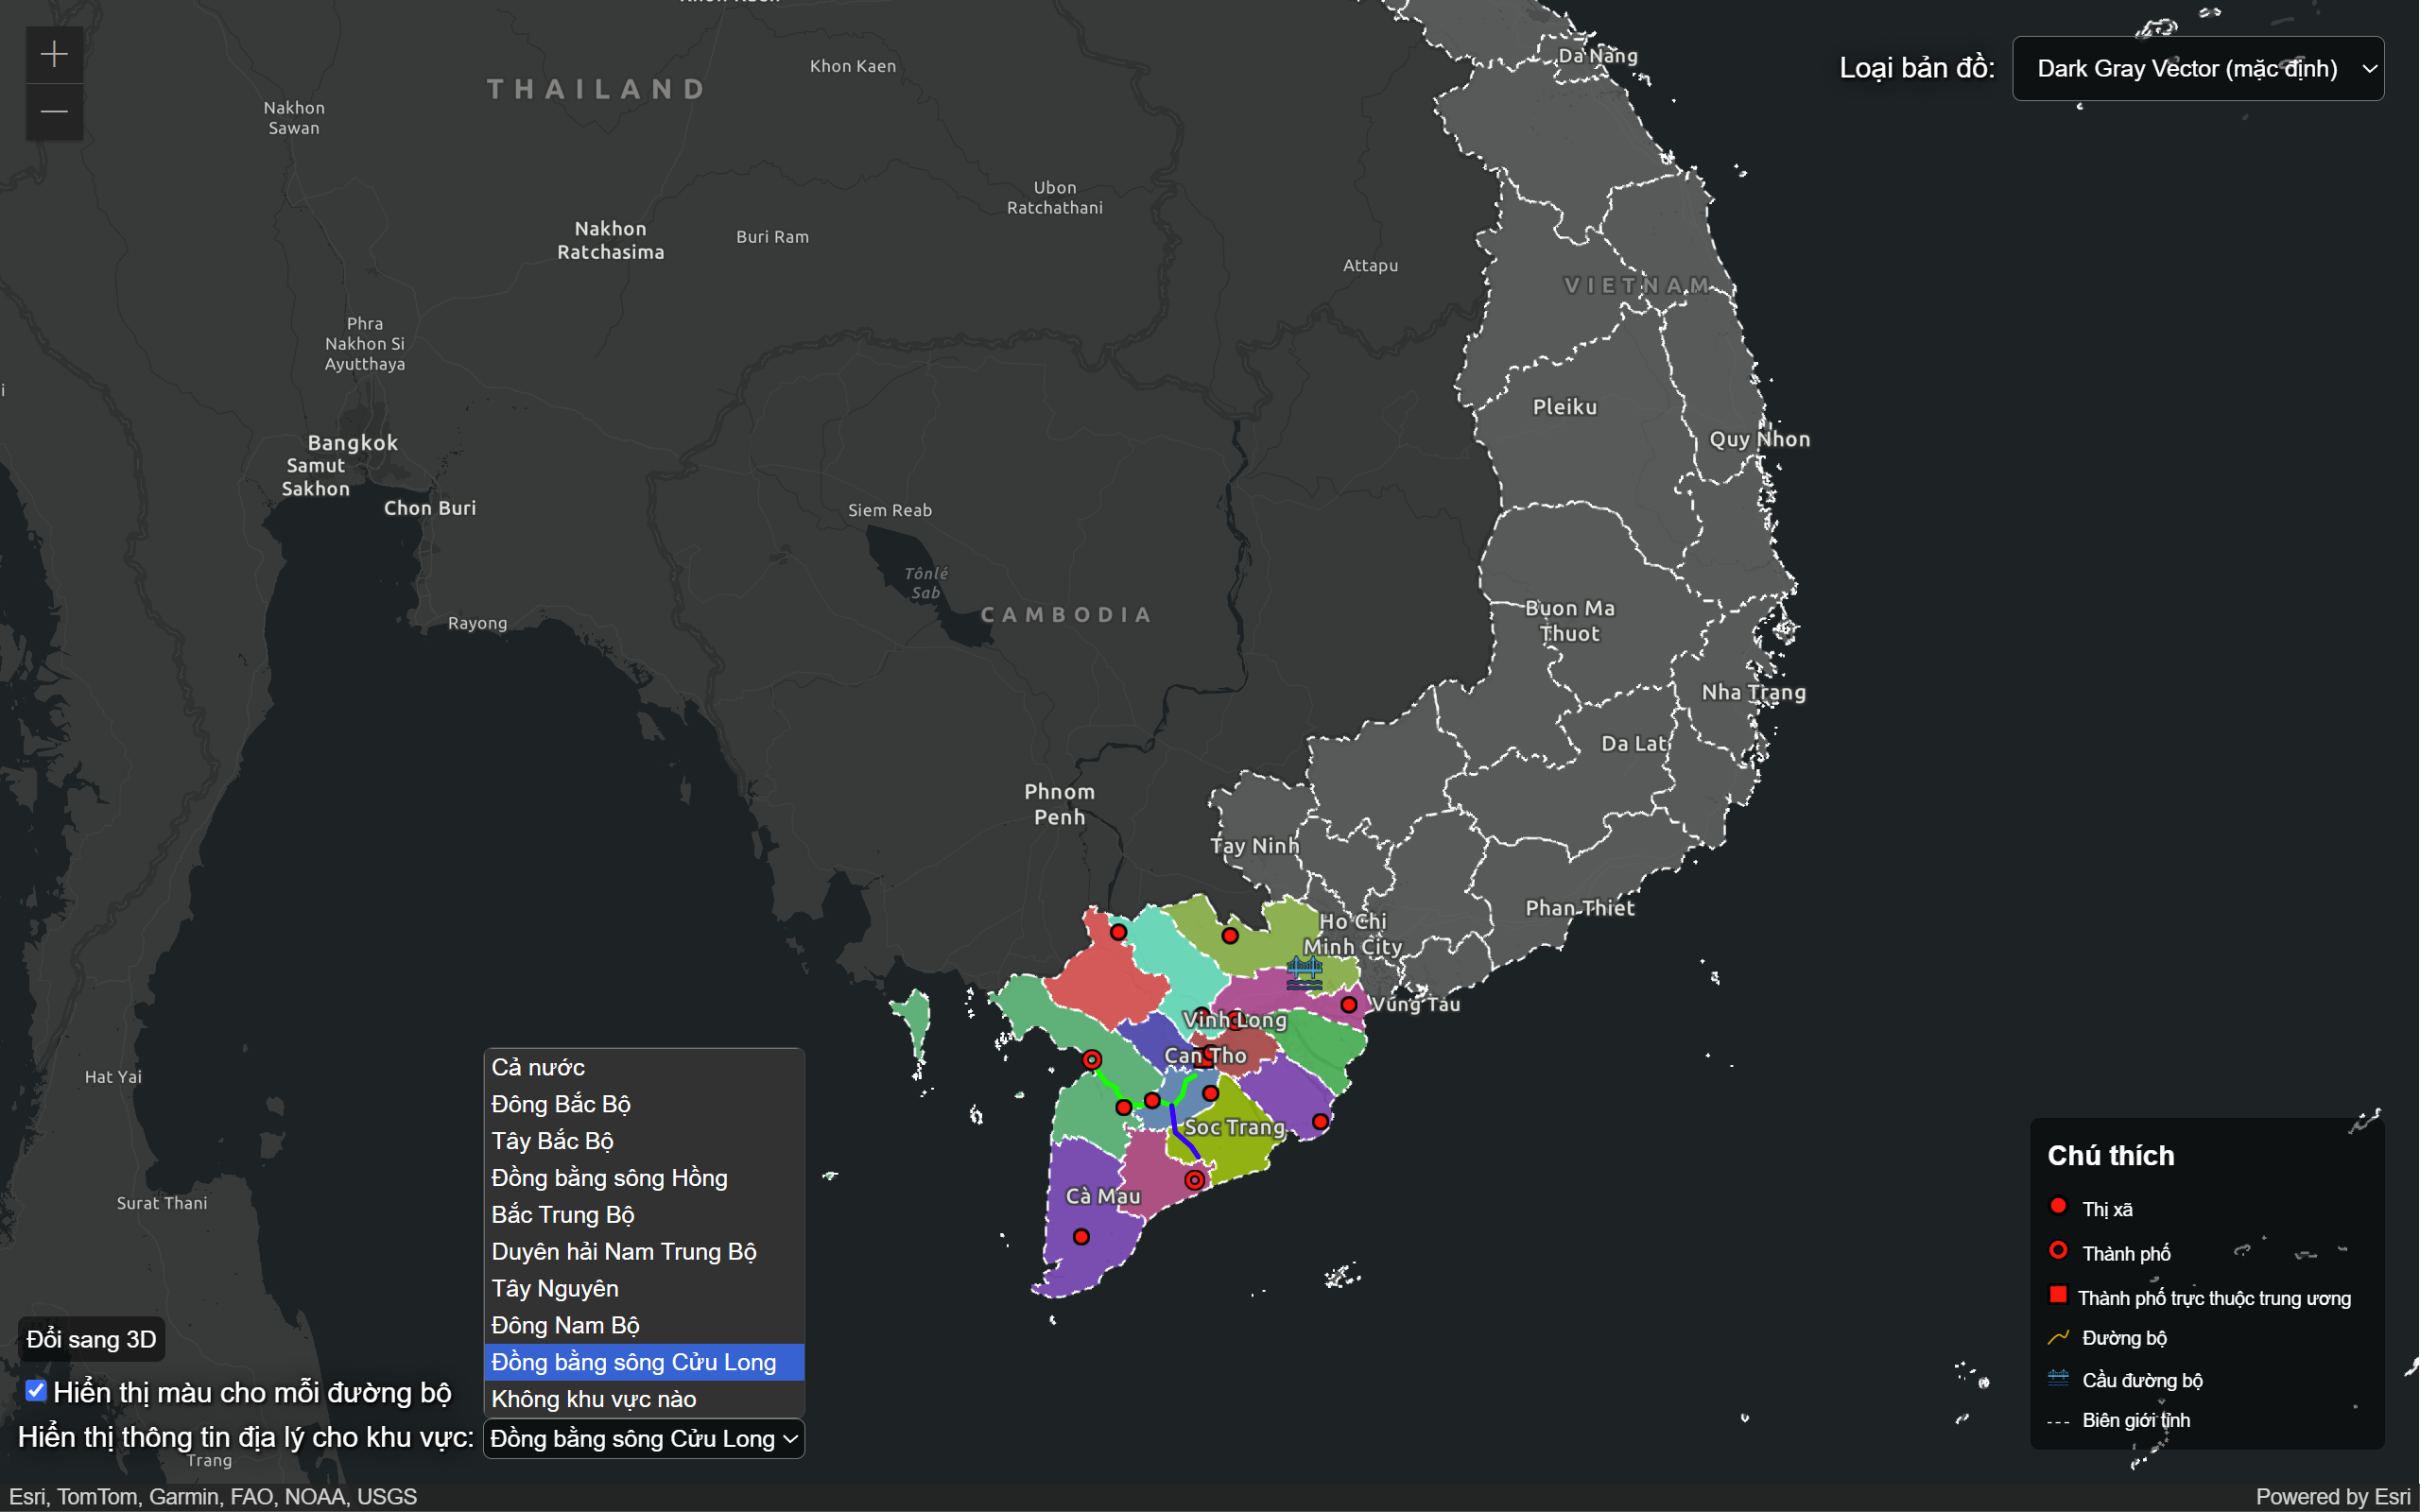 Da Nang
Loại bản đồ:
Dark Gray Vector (mặc định)
THAILAND
Khon Kaen
Nakhon
Sawan
Ubon
Ratchathani
Nakhon
Ratchasima
Buri Ram
Attapu
VIETNAM
Phra
Nakhon Si
Ayutthaya
Pleiku
Quy Nhon
Bangkok
Samut
Sakhon
Chon Buri
Siem Reab
Tônlé
Sab
CAMBODIA
Rayong
Buon Ma
Thuot
Nha Trang
Da Lat
Phnom
Penh
Tay Ninh
Phan Thiet
Ho Chi
Minh City
Vúng Táu
Vinh Long
Can Tho
Soc Trang
Cà Mau
Hat Yai
Surat Thani
Trang
Cả nước
Đông Bắc Bộ
Tây Bắc Bộ
Đồng bằng sông Hồng
Bắc Trung Bộ
Duyên hải Nam Trung Bộ
Tây Nguyên
Đông Nam Bộ
Đồng bằng sông Cửu Long
Không khu vực nào
Đổi sang 3D
Hiển thị màu cho mỗi đường bộ
Hiển thị thông tin địa lý cho khu vực:
Đồng bằng sông Cửu Long
Chú thích
Thị xã
Thành phố
Thành phố trực thuộc trung ương
Đường bộ
Cầu đường bộ
Biên giới tỉnh
Esri, TomTom, Garmin, FAO, NOAA, USGS
Powered by Esri